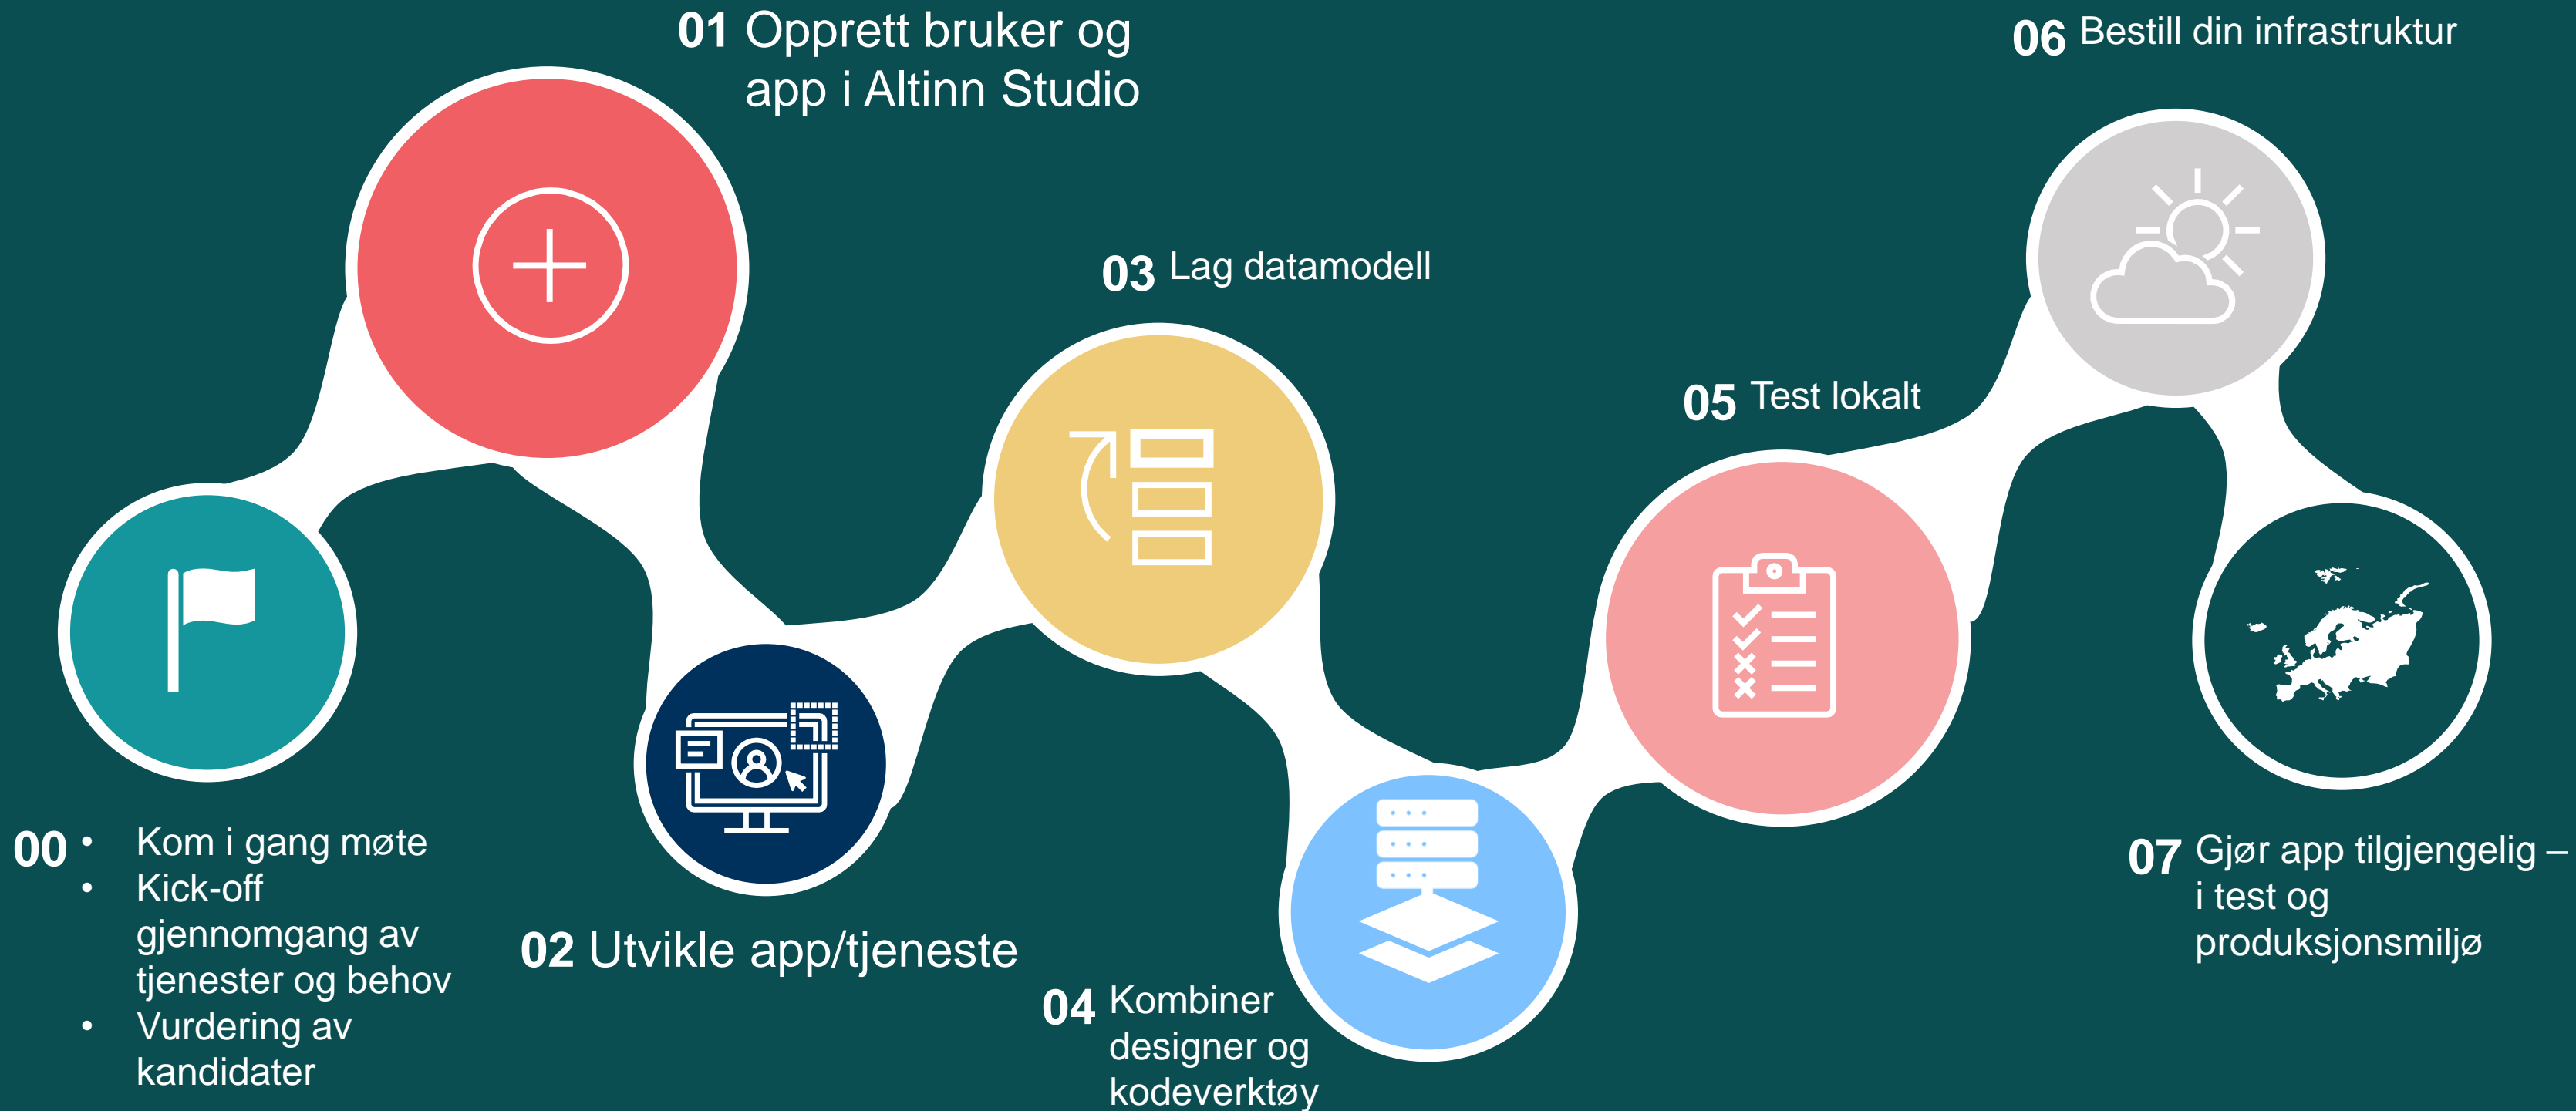 00
• Kom i gang møte
• Kick-off
gjennomgang av
tjenester og behov
• Vurdering av
kandidater
01 Opprett bruker og
app i Altinn Studio
02 Utvikle app/tjeneste
03 Lag datamodell
04 Kombiner
designer og
kodeverktøy
05 Test lokalt
06 Bestill din infrastruktur
07 Gjør app tilgjengelig –
i test og
produksjonsmiljø